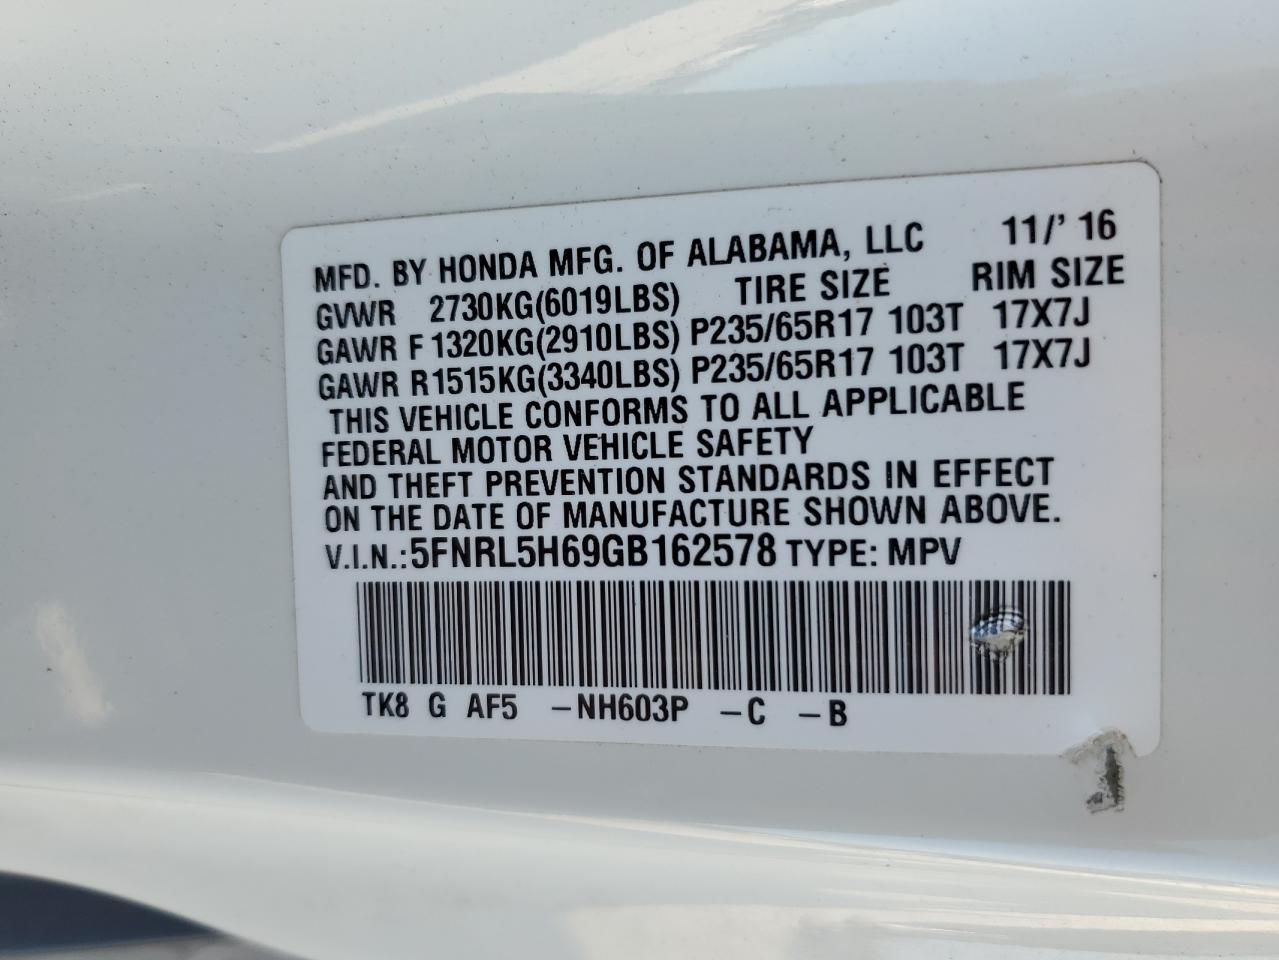 MFD. BY HONDA MFG. OF ALABAMA, LLC 11/' 16
GVWR 2730KG(6019LBS) TIRE SIZE RIM SIZE
GAWR F 1320KG(2910LBS) P235/65R17 103T 17X7J
GAWR R1515KG(3340LBS) P235/65R17 103T 17X7J
THIS VEHICLE CONFORMS TO ALL APPLICABLE
FEDERAL MOTOR VEHICLE SAFETY
AND THEFT PREVENTION STANDARDS IN EFFECT
ON THE DATE OF MANUFACTURE SHOWN ABOVE.
V.I.N.:5FNRL5H69GB162578 TYPE: MPV
TK8 G AF5 -NH603P -C -B